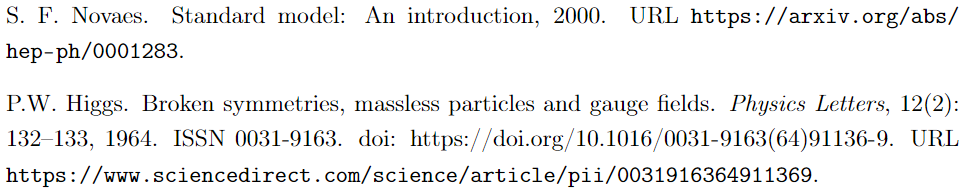 S. F. Novaes. Standard model: An introduction, 2000. URL https://arxiv.org/abs/
hep-ph/0001283.
P.W. Higgs. Broken symmetries, massless particles and gauge fields. Physics Letters, 12(2):
132–133, 1964. ISSN 0031-9163. doi: https://doi.org/10.1016/0031-9163(64)91136-9. URL
https://www.sciencedirect.com/science/article/pii/0031916364911369.